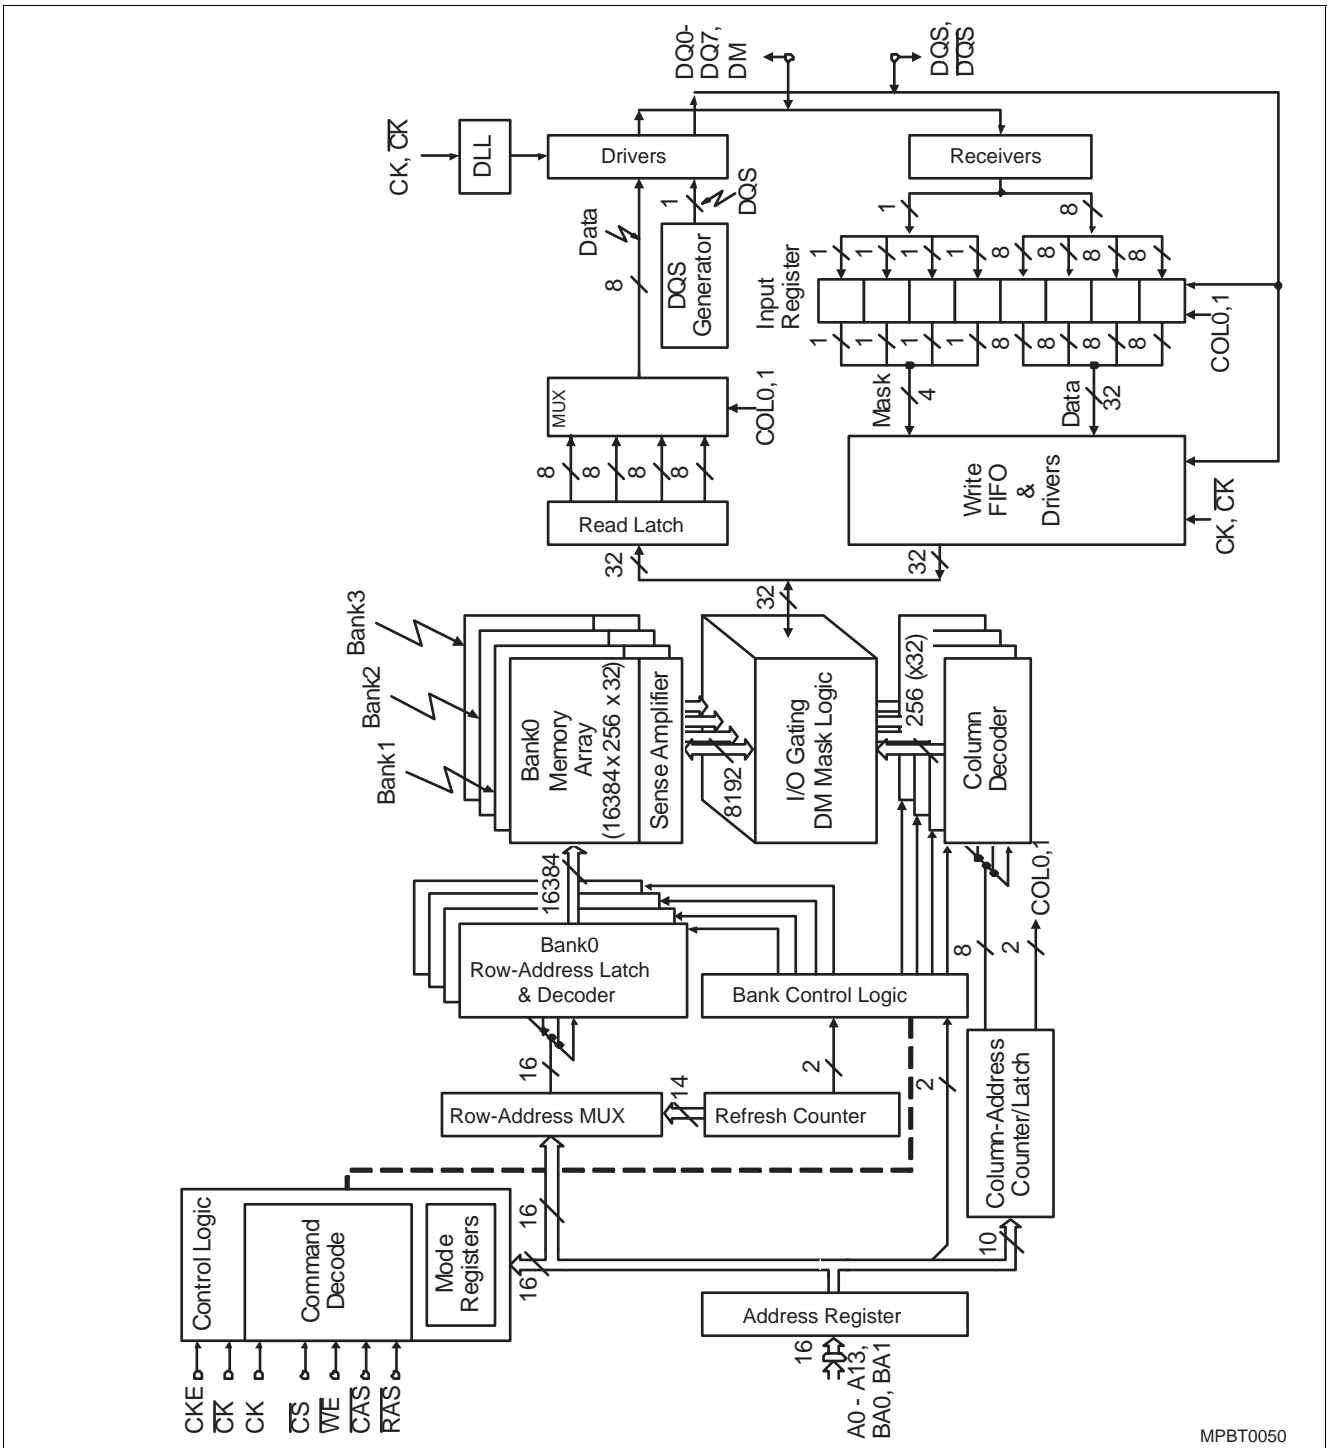 DQ0-
DQ7,
DM
DQS,
DQS
CK, CK
DLL
Drivers
Receivers
1
DQS
Data
8
DQS
Generator
1
8
1
1
1
1
8
8
8
8
Input
Register
1
1
1
1
8
8
8
8
COL0,1
MUX
COL0,1
Mask
4
Data
32
8
8
8
8
Read Latch
Write
FIFO
&
Drivers
CK, CK
32
32
32
Bank3
Bank2
Bank1
Bank0
Memory
Array
(16384 x 256 x 32)
Sense Amplifier
8192
I/O Gating
DM Mask Logic
256 (x32)
Column
Decoder
16384
Bank0
Row-Address Latch
& Decoder
Bank Control Logic
8
2
COL0,1
16
2
2
Row-Address MUX
14
Refresh Counter
Column-Address
Counter/Latch
Control Logic
Command
Decode
Mode
Registers
16
16
10
Address Register
16
A0 - A13,
BA0, BA1
CKE
CK
CK
CS
WE
CAS
RAS
MPBT0050